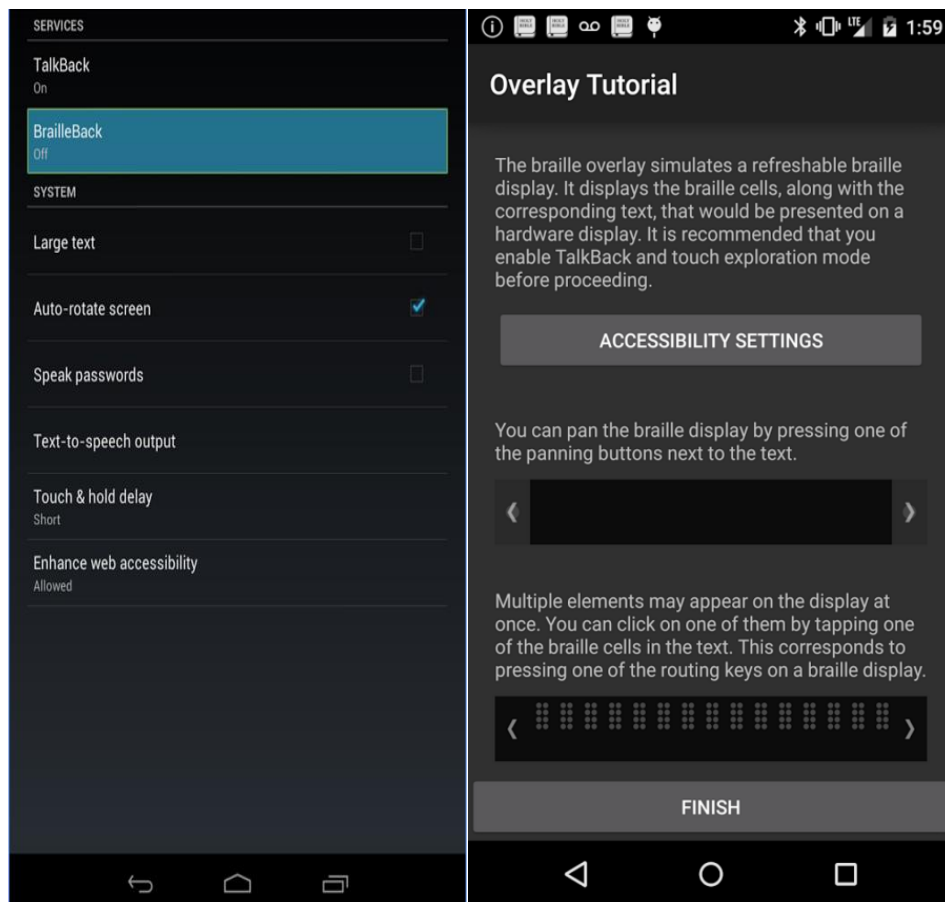 SERVICES
TalkBack
On
BrailleBack
Off
SYSTEM
Large text
Auto-rotate screen
Speak passwords
Text-to-speech output
Touch & hold delay
Short
Enhance web accessibility
Allowed
LTE 1:59
Overlay Tutorial
The braille overlay simulates a refreshable braille
display. It displays the braille cells, along with the
corresponding text, that would be presented on a
hardware display. It is recommended that you
enable TalkBack and touch exploration mode
before proceeding.
ACCESSIBILITY SETTINGS
You can pan the braille display by pressing one of
the panning buttons next to the text.
Multiple elements may appear on the display at
once. You can click on one of them by tapping one
of the braille cells in the text. This corresponds to
pressing one of the routing keys on a braille display.
FINISH